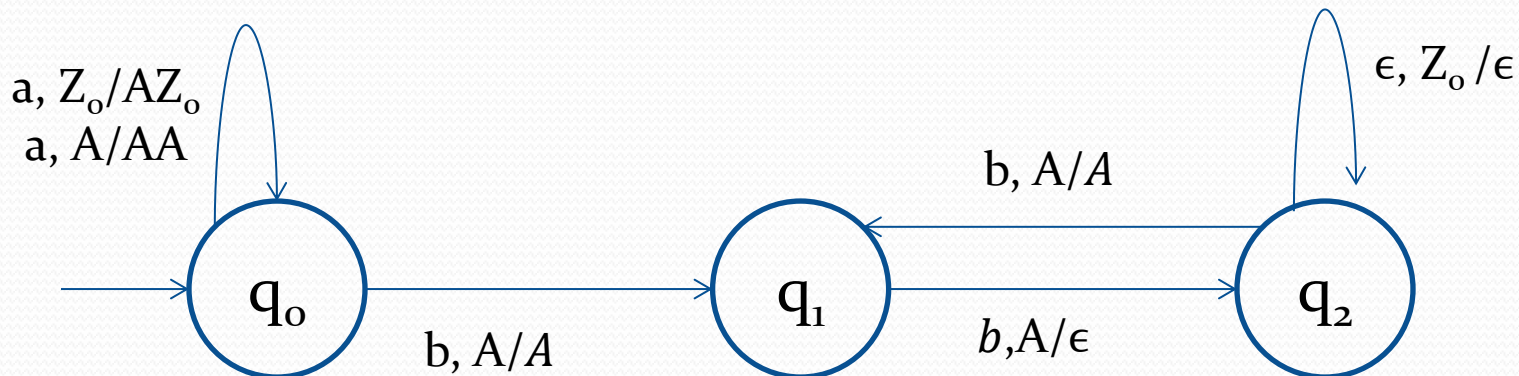 a, Z₀/AZ₀
a, A/AA
ϵ, Z₀ /ϵ
b, A/A
q₀
q₁
q₂
b, A/A
b,A/ϵ